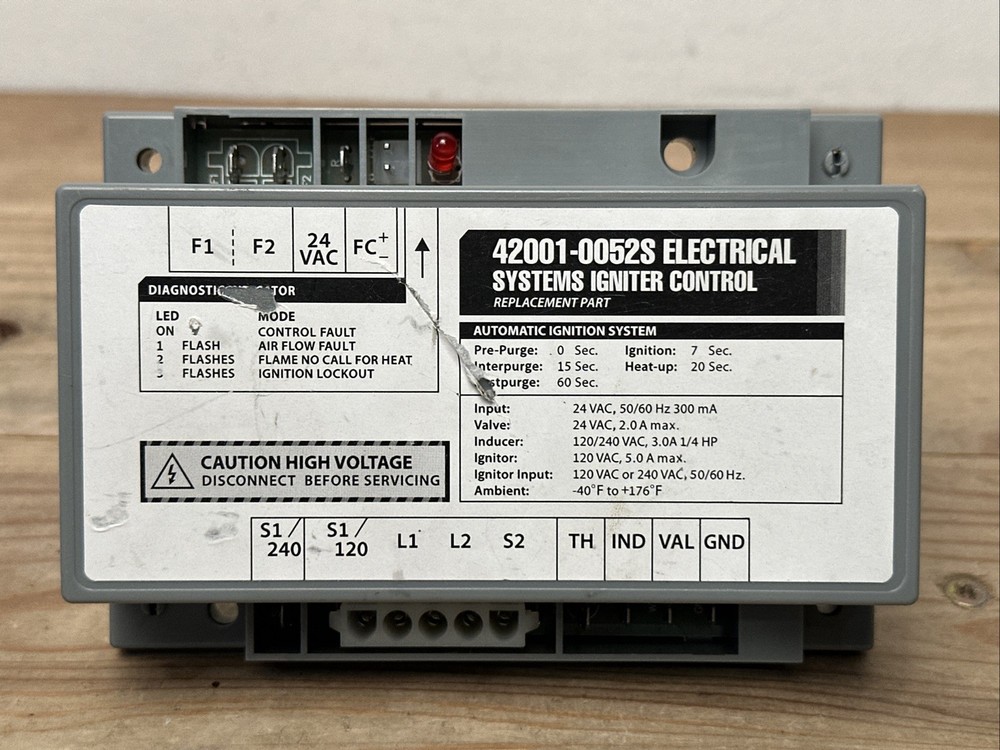 F1 F2 24 VAC FC + -
42001-0052S ELECTRICAL
SYSTEMS IGNITER CONTROL
REPLACEMENT PART
DIAGNOSTIC
LED MODE
ON CONTROL FAULT
1 FLASH AIR FLOW FAULT
2 FLASHES FLAME NO CALL FOR HEAT
FLASHES IGNITION LOCKOUT
AUTOMATIC IGNITION SYSTEM
Pre-Purge: 0 Sec. Ignition: 7 Sec.
Interpurge: 15 Sec. Heat-up: 20 Sec.
stpurge: 60 Sec.
Input: 24 VAC, 50/60 Hz 300 mA
Valve: 24 VAC, 2.0 A max.
Inducer: 120/240 VAC, 3.0A 1/4 HP
Ignitor: 120 VAC, 5.0 A max.
Ignitor Input: 120 VAC or 240 VAC, 50/60 Hz.
Ambient: -40°F to +176°F
CAUTION HIGH VOLTAGE
DISCONNECT BEFORE SERVICING
S1 / 240 S1 / 120 L1 L2 S2 TH IND VAL GND